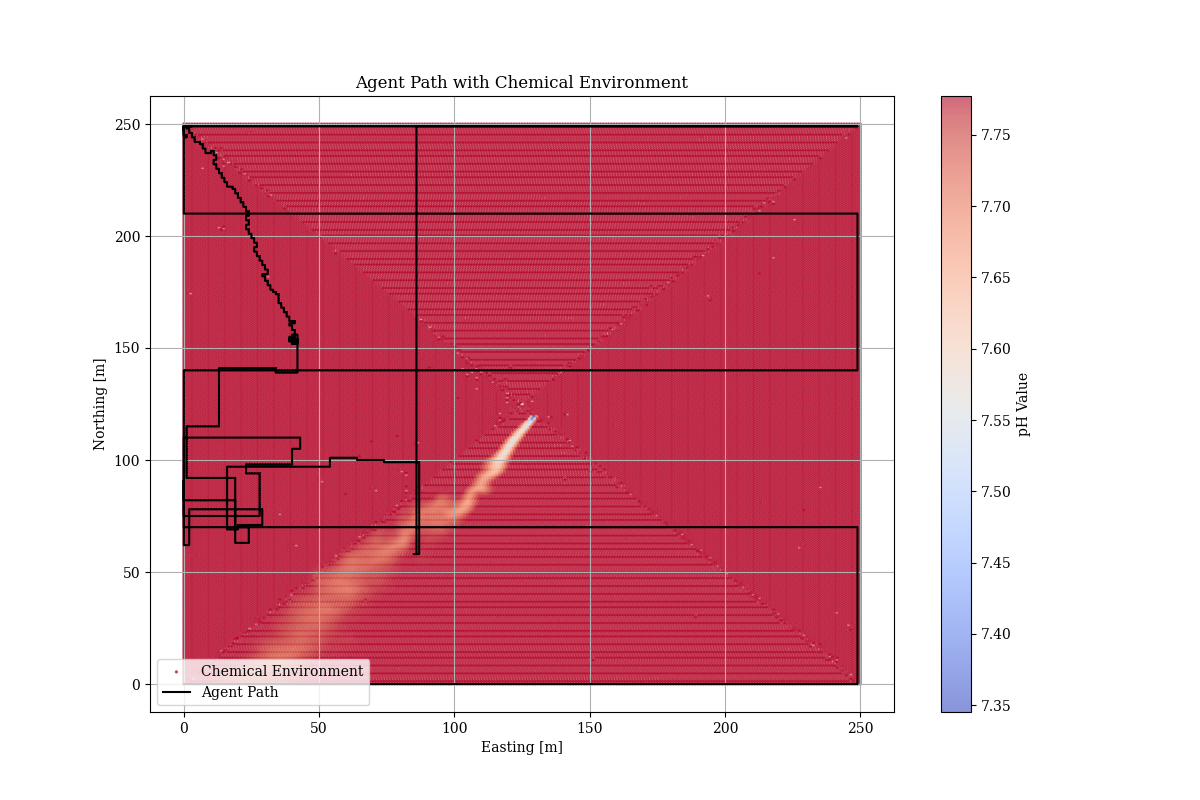 Agent Path with Chemical Environment
Northing [m]
250
200
150
100
50
0
0 50 100 150 200 250
Easting [m]
Chemical Environment
Agent Path
7.75
7.70
7.65
7.60
7.55
7.50
7.45
7.40
7.35
pH Value